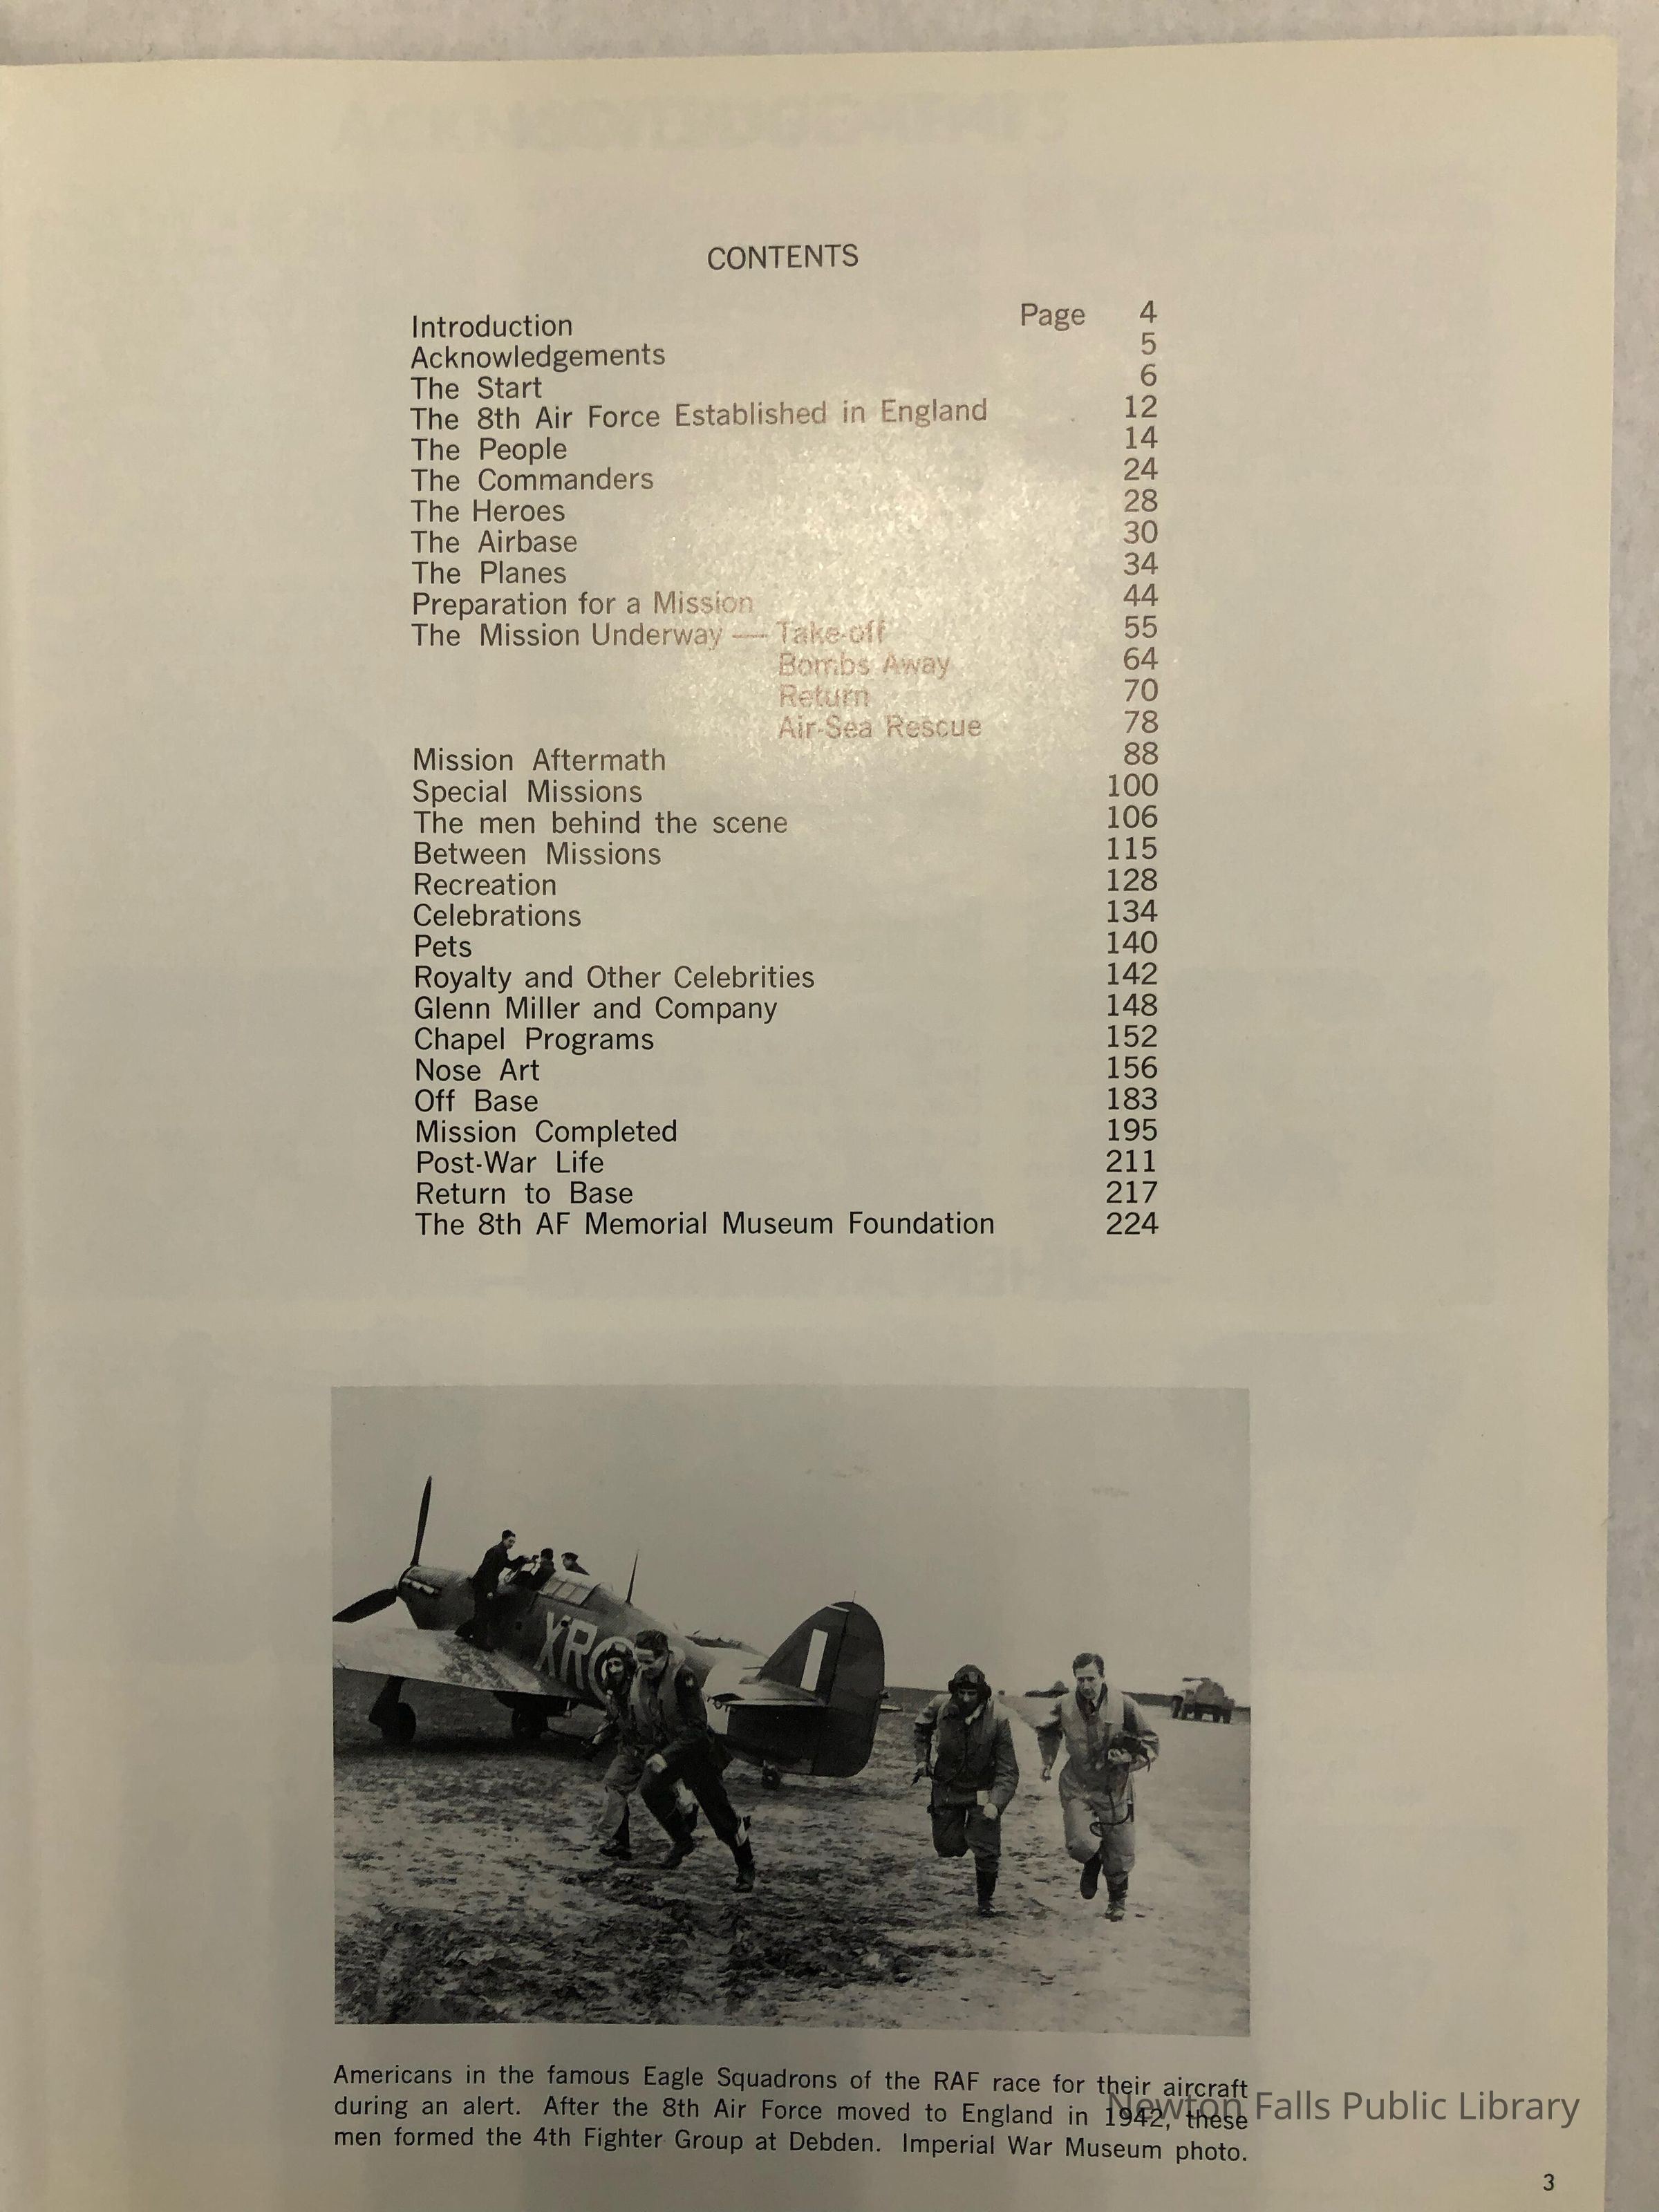 CONTENTS
Introduction Page 4
Acknowledgements 5
The Start 6
The 8th Air Force Established in England 12
The People 14
The Commanders 24
The Heroes 28
The Airbase 30
The Planes 34
Preparation for a Mission 44
The Mission Underway — Take-off 55
Bombs Away 64
Return 70
Air-Sea Rescue 78
Mission Aftermath 88
Special Missions 100
The men behind the scene 106
Between Missions 115
Recreation 128
Celebrations 134
Pets 140
Royalty and Other Celebrities 142
Glenn Miller and Company 148
Chapel Programs 152
Nose Art 156
Off Base 183
Mission Completed 195
Post-War Life 211
Return to Base 217
The 8th AF Memorial Museum Foundation 224
XR
Americans in the famous Eagle Squadrons of the RAF race for their aircraft
during an alert. After the 8th Air Force moved to England in 1942, these
men formed the 4th Fighter Group at Debden. Imperial War Museum photo.
Newton Falls Public Library
3